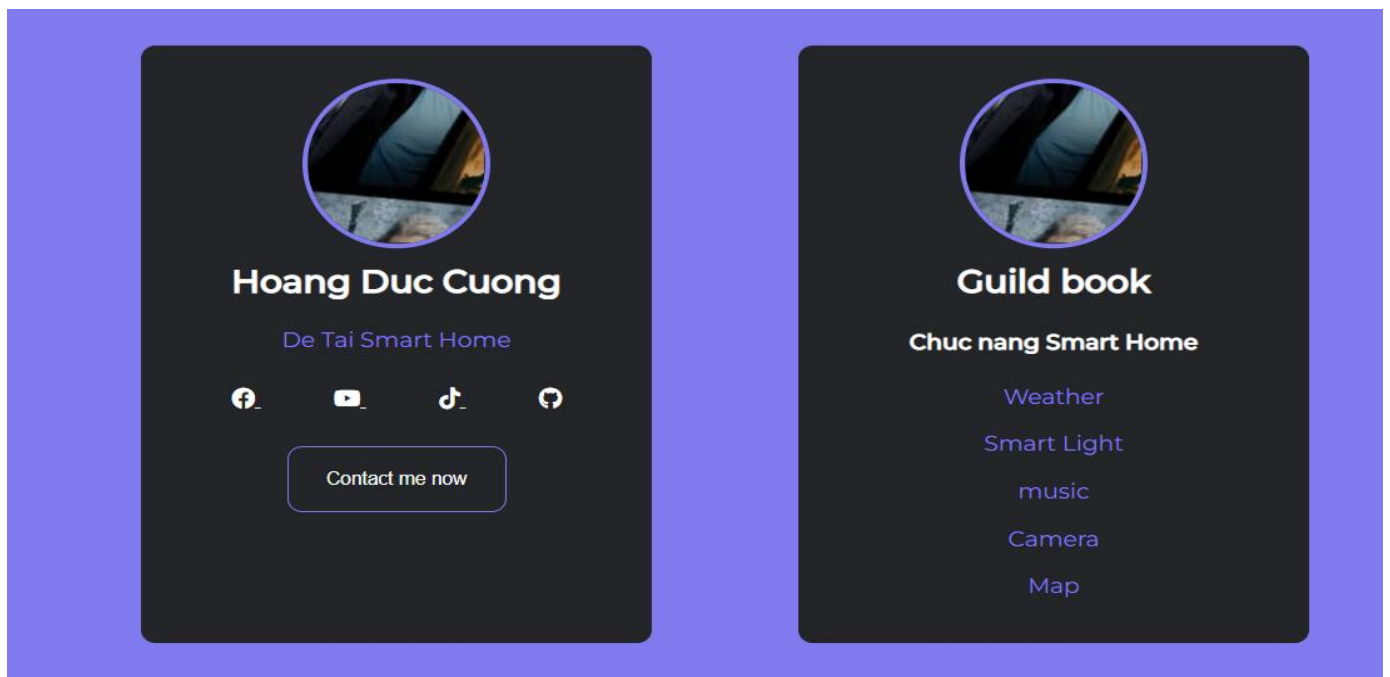 Hoang Duc Cuong
De Tai Smart Home
Contact me now
Guild book
Chuc nang Smart Home
Weather
Smart Light
music
Camera
Map